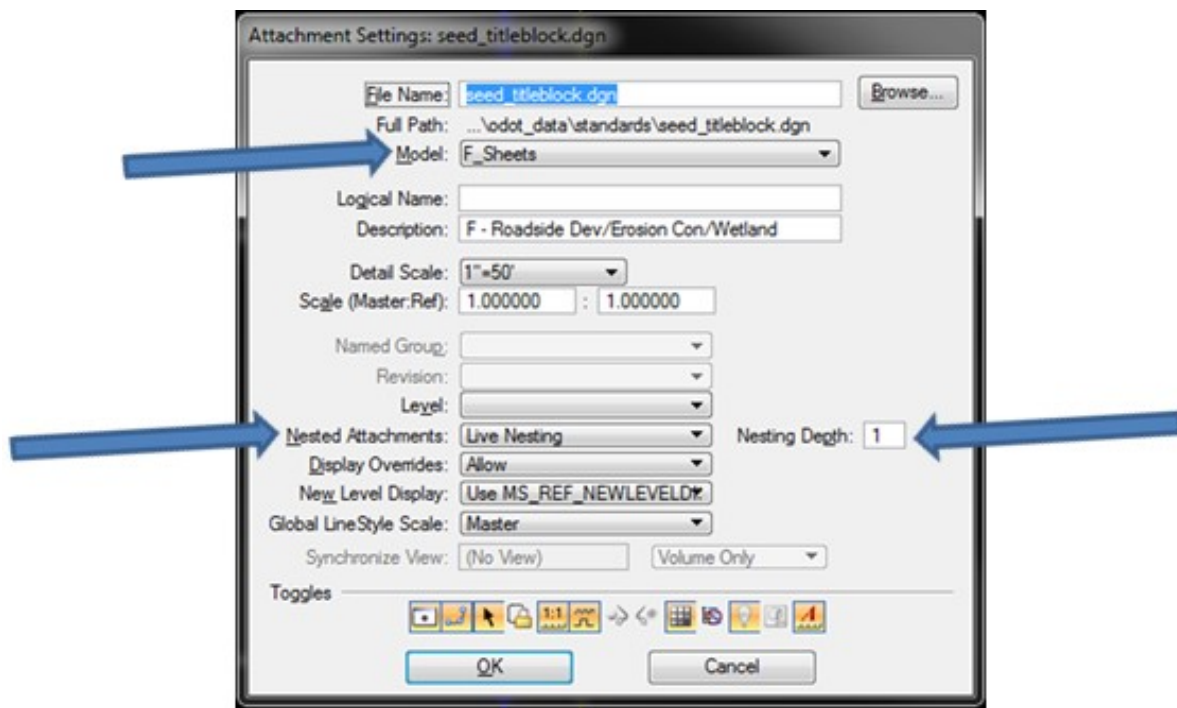 Attachment Settings: seed_titleblock.dgn
File Name: seed_titleblock.dgn Browse...
Full Path: ...\odot_data\standards\seed_titleblock.dgn
Model: F_Sheets
Logical Name:
Description: F - Roadside Dev/Erosion Con/Wetland
Detail Scale: 1"=50'
Scale (Master:Ref): 1.000000 : 1.000000
Named Group:
Revision:
Level:
Nested Attachments: Live Nesting Nesting Depth: 1
Display Overrides: Allow
New Level Display: Use MS_REF_NEWLEVELD
Global LineStyle Scale: Master
Synchronize View: (No View) Volume Only
Toggles
1:1 A
OK Cancel